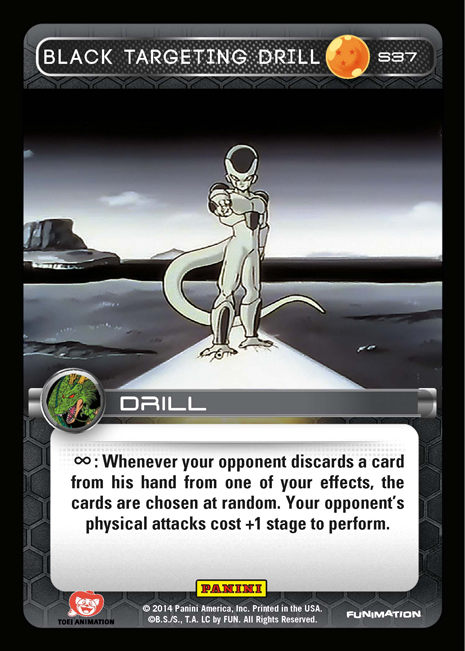 BLACK TARGETING DRILL S37
DRILL
∞: Whenever your opponent discards a card
from his hand from one of your effects, the
cards are chosen at random. Your opponent's
physical attacks cost +1 stage to perform.
PANINI
© 2014 Panini America, Inc. Printed in the USA.
©B.S./S., T.A. LC by FUN. All Rights Reserved.
TOEI ANIMATION
FUNIMATION